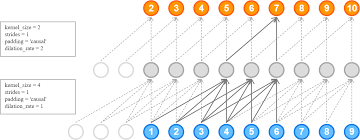 2 3 4 5 6 7 8 9 10
kernel_size = 2
strides = 1
padding = 'causal'
dilation_rate = 2
kernel_size = 4
strides = 1
padding = 'causal'
dilation_rate = 1
1 2 3 4 5 6 7 8 9